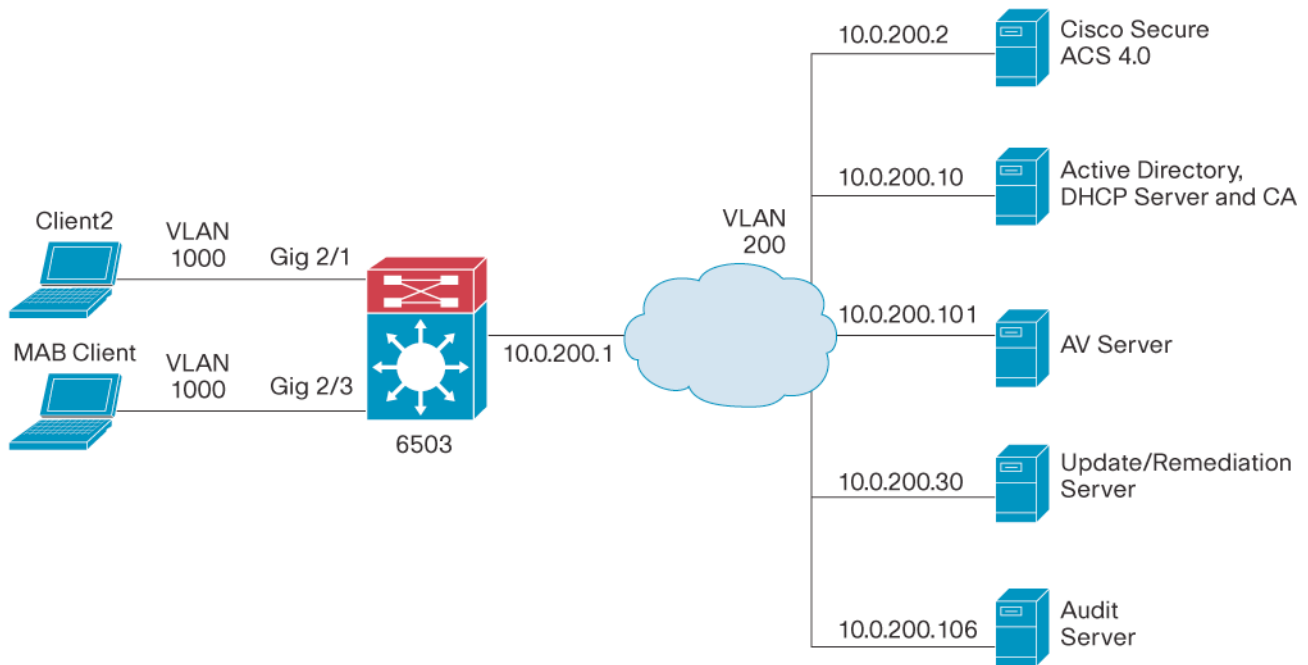 Client2
VLAN
1000
Gig 2/1
MAB Client
VLAN
1000
Gig 2/3
6503
10.0.200.1
VLAN
200
10.0.200.2
Cisco Secure
ACS 4.0
10.0.200.10
Active Directory,
DHCP Server and CA
10.0.200.101
AV Server
10.0.200.30
Update/Remediation
Server
10.0.200.106
Audit
Server